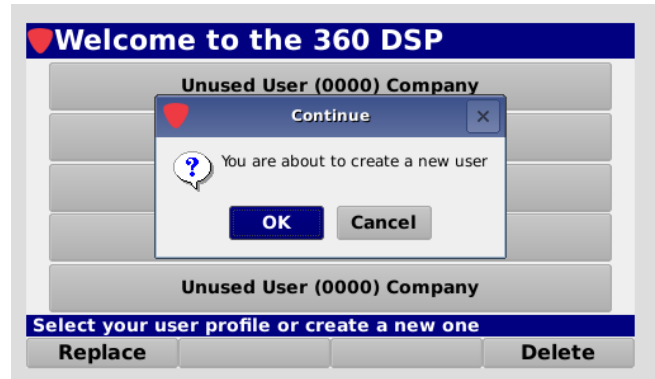 Welcome to the 360 DSP
Unused User (0000) Company
Continue
You are about to create a new user
OK Cancel
Unused User (0000) Company
Select your user profile or create a new one
Replace Delete